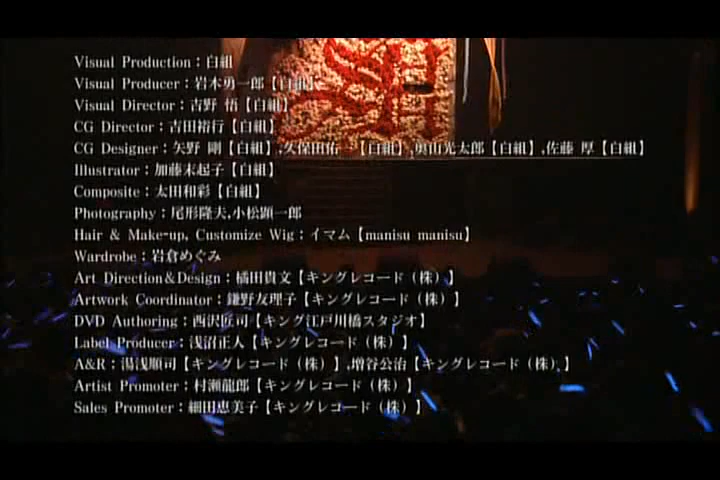 Visual Production：白組
Visual Producer：岩木勇一郎【白組】
Visual Director：吉野 悟【白組】
CG Director：吉田裕行【白組】
CG Designer：矢野 剛【白組】,久保田佑一【白組】,奥山光太郎【白組】,佐藤 厚【白組】
Illustrator：加藤末起子【白組】
Composite：太田和彩【白組】
Photography：尾形隆夫,小松顕一郎
Hair & Make-up, Customize Wig：イマム【manisu manisu】
Wardrobe：岩倉めぐみ
Art Direction&Design：橘田貴文【キングレコード（株）】
Artwork Coordinator：鎌野友理子【キングレコード（株）】
DVD Authoring：西沢匠司【キング江戸川橋スタジオ】
Label Producer：浅沼正人【キングレコード（株）】
A&R：湯浅順司【キングレコード（株）】,増谷公治【キングレコード（株）】
Artist Promoter：村瀬龍郎【キングレコード（株）】
Sales Promoter：細田恵美子【キングレコード（株）】